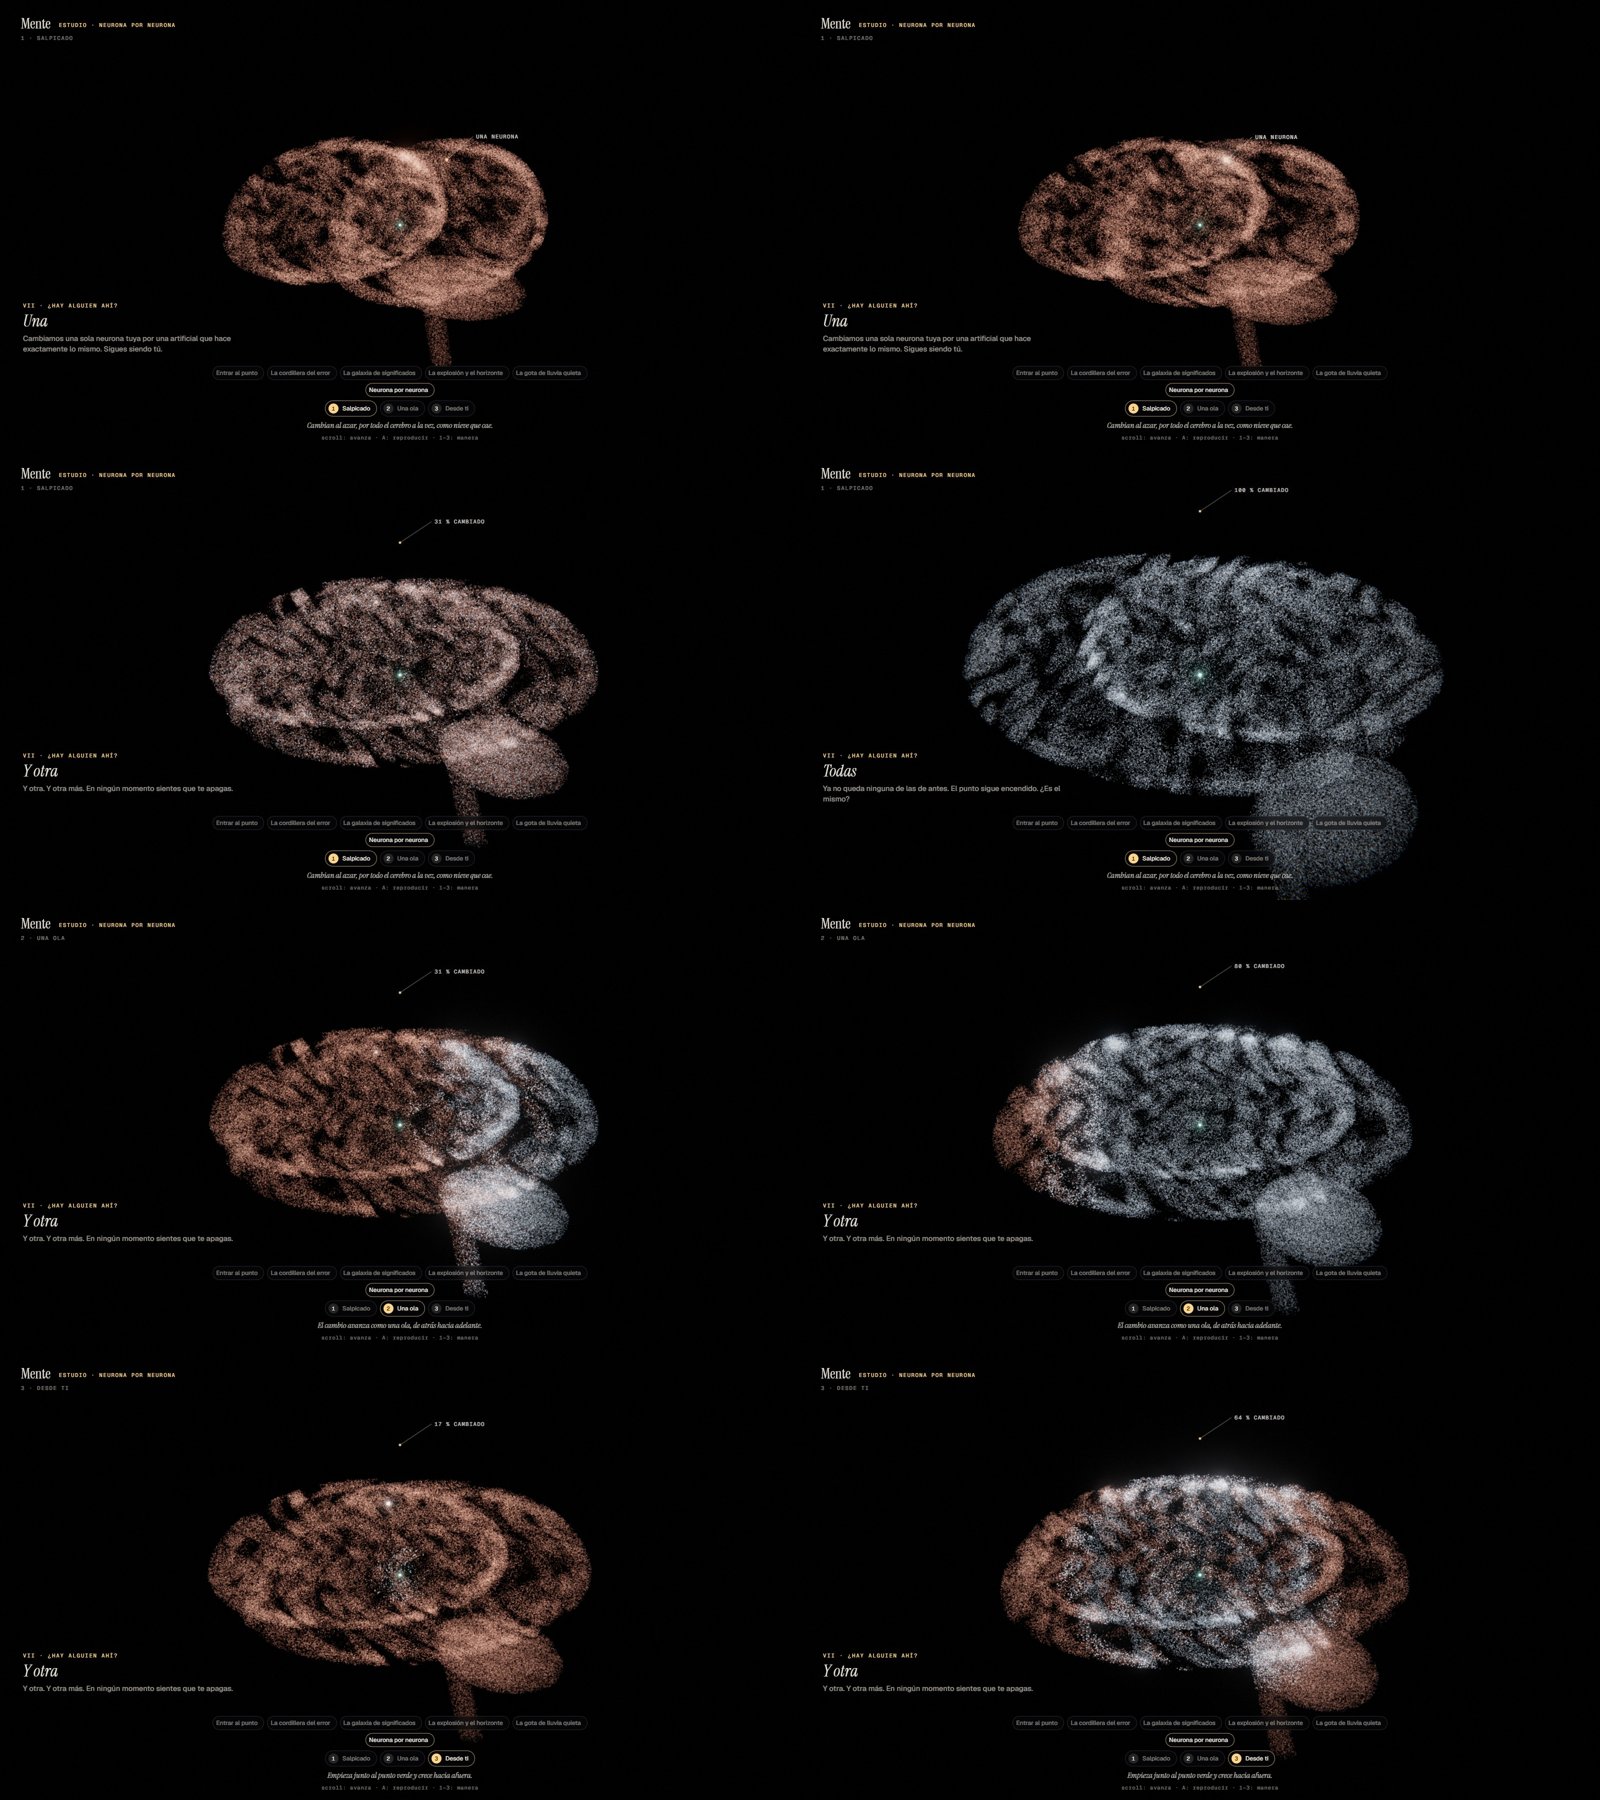 Mente ESTUDIO · NEURONA POR NEURONA
1 · SALPICADO
UNA NEURONA
VII · ¿HAY ALGUIEN AHÍ?
Una
Cambiamos una sola neurona tuya por una artificial que hace
exactamente lo mismo. Sigues siendo tú.
Entrar al punto La cordillera del error La galaxia de significados La explosión y el horizonte La gota de lluvia quieta
Neurona por neurona
1 Salpicado 2 Una ola 3 Desde ti
Cambian al azar, por todo el cerebro a la vez, como nieve que cae.
scroll: avanza · A: reproducir · 1-3: manera
Mente ESTUDIO · NEURONA POR NEURONA
1 · SALPICADO
UNA NEURONA
VII · ¿HAY ALGUIEN AHÍ?
Una
Cambiamos una sola neurona tuya por una artificial que hace
exactamente lo mismo. Sigues siendo tú.
Entrar al punto La cordillera del error La galaxia de significados La explosión y el horizonte La gota de lluvia quieta
Neurona por neurona
1 Salpicado 2 Una ola 3 Desde ti
Cambian al azar, por todo el cerebro a la vez, como nieve que cae.
scroll: avanza · A: reproducir · 1-3: manera
Mente ESTUDIO · NEURONA POR NEURONA
1 · SALPICADO
31 % CAMBIADO
VII · ¿HAY ALGUIEN AHÍ?
Y otra
Y otra. Y otra más. En ningún momento sientes que te apagas.
Entrar al punto La cordillera del error La galaxia de significados La explosión y el horizonte La gota de lluvia quieta
Neurona por neurona
1 Salpicado 2 Una ola 3 Desde ti
Cambian al azar, por todo el cerebro a la vez, como nieve que cae.
scroll: avanza · A: reproducir · 1-3: manera
Mente ESTUDIO · NEURONA POR NEURONA
1 · SALPICADO
100 % CAMBIADO
VII · ¿HAY ALGUIEN AHÍ?
Todas
Ya no queda ninguna de las de antes. El punto sigue encendido. ¿Es el
mismo?
Entrar al punto La cordillera del error La galaxia de significados La explosión y el horizonte La gota de lluvia quieta
Neurona por neurona
1 Salpicado 2 Una ola 3 Desde ti
Cambian al azar, por todo el cerebro a la vez, como nieve que cae.
scroll: avanza · A: reproducir · 1-3: manera
Mente ESTUDIO · NEURONA POR NEURONA
2 · UNA OLA
31 % CAMBIADO
VII · ¿HAY ALGUIEN AHÍ?
Y otra
Y otra. Y otra más. En ningún momento sientes que te apagas.
Entrar al punto La cordillera del error La galaxia de significados La explosión y el horizonte La gota de lluvia quieta
Neurona por neurona
1 Salpicado 2 Una ola 3 Desde ti
El cambio avanza como una ola, de atrás hacia adelante.
scroll: avanza · A: reproducir · 1-3: manera
Mente ESTUDIO · NEURONA POR NEURONA
2 · UNA OLA
80 % CAMBIADO
VII · ¿HAY ALGUIEN AHÍ?
Y otra
Y otra. Y otra más. En ningún momento sientes que te apagas.
Entrar al punto La cordillera del error La galaxia de significados La explosión y el horizonte La gota de lluvia quieta
Neurona por neurona
1 Salpicado 2 Una ola 3 Desde ti
El cambio avanza como una ola, de atrás hacia adelante.
scroll: avanza · A: reproducir · 1-3: manera
Mente ESTUDIO · NEURONA POR NEURONA
3 · DESDE TI
17 % CAMBIADO
VII · ¿HAY ALGUIEN AHÍ?
Y otra
Y otra. Y otra más. En ningún momento sientes que te apagas.
Entrar al punto La cordillera del error La galaxia de significados La explosión y el horizonte La gota de lluvia quieta
Neurona por neurona
1 Salpicado 2 Una ola 3 Desde ti
Empieza junto al punto verde y crece hacia afuera.
scroll: avanza · A: reproducir · 1-3: manera
Mente ESTUDIO · NEURONA POR NEURONA
3 · DESDE TI
64 % CAMBIADO
VII · ¿HAY ALGUIEN AHÍ?
Y otra
Y otra. Y otra más. En ningún momento sientes que te apagas.
Entrar al punto La cordillera del error La galaxia de significados La explosión y el horizonte La gota de lluvia quieta
Neurona por neurona
1 Salpicado 2 Una ola 3 Desde ti
Empieza junto al punto verde y crece hacia afuera.
scroll: avanza · A: reproducir · 1-3: manera